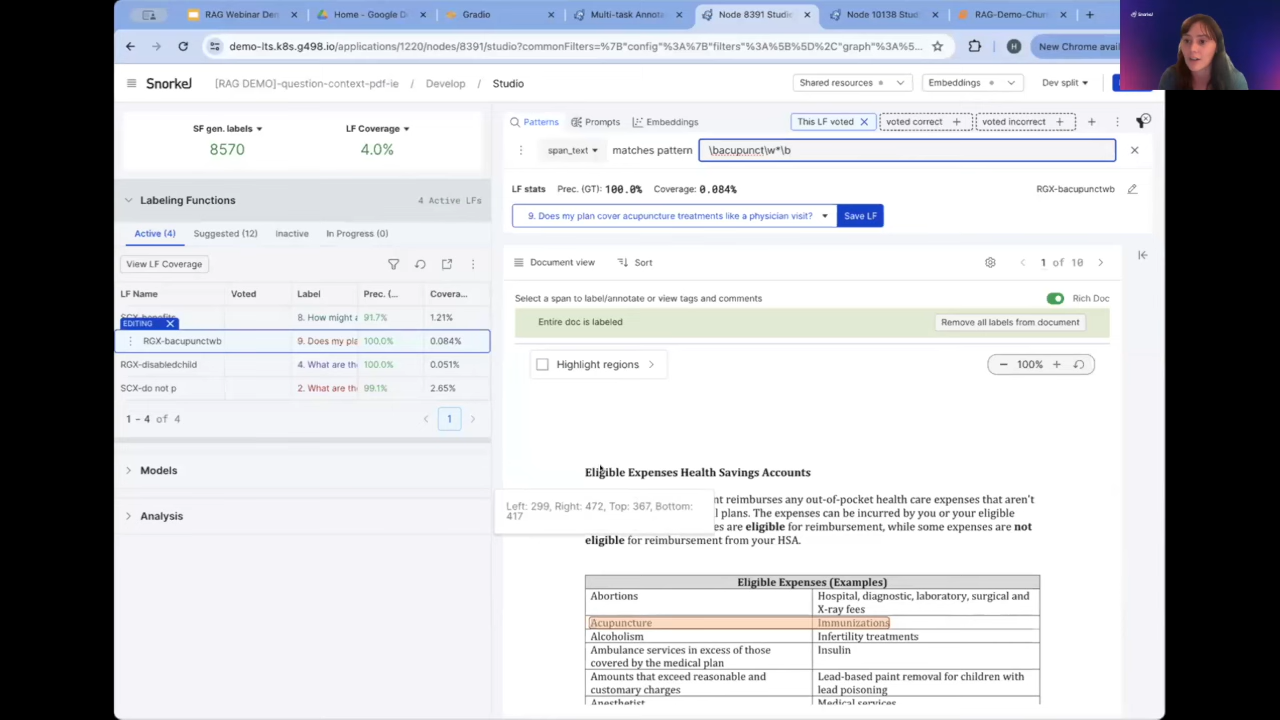 RAG Webinar Den
Home - Google D
Gradio
Multi-task Annot
Node 8391 Studi
Node 10138 Stud
RAG-Demo-Chur
demo-lts.k8s.g498.io/applications/1220/nodes/8391/studio?commonFilters=%7B"config"%3A%7B"filters"%3A%5B%5D%2C"graph"%3A%...
H
New Chrome avai
Snorkel
Snorkel
[RAG DEMO]-question-context-pdf-ie
Develop
Studio
Shared resources
Embeddings
Dev split
SF gen. labels
LF Coverage
8570
4.0%
Patterns
Prompts
Embeddings
This LF voted
voted correct
voted incorrect
span_text
matches pattern
\bacupunct\w*\b
LF stats Prec. (GT): 100.0% Coverage: 0.084%
RGX-bacupunctwb
9. Does my plan cover acupuncture treatments like a physician visit?
Save LF
Labeling Functions
4 Active LFs
Active (4)
Suggested (12)
Inactive
In Progress (0)
View LF Coverage
LF Name
Voted
Label
Prec. (...
Covera...
SCX-benefits
8. How might a
91.7%
1.21%
EDITING
RGX-bacupunctwb
9. Does my pla
100.0%
0.084%
RGX-disabledchild
4. What are th
100.0%
0.051%
SCX-do not p
2. What are th
99.1%
2.65%
1 - 4 of 4
1
Models
Analysis
Document view
Sort
1 of 10
Select a span to label/annotate or view tags and comments
Rich Doc
Entire doc is labeled
Remove all labels from document
Highlight regions
100%
Eligible Expenses Health Savings Accounts
Left: 299, Right: 472, Top: 367, Bottom:
417
nt reimburses any out-of-pocket health care expenses that aren't
l plans. The expenses can be incurred by you or your eligible
es are eligible for reimbursement, while some expenses are not
eligible for reimbursement from your HSA.
Eligible Expenses (Examples)
Abortions
Hospital, diagnostic, laboratory, surgical and
X-ray fees
Acupuncture
Immunizations
Alcoholism
Infertility treatments
Ambulance services in excess of those
covered by the medical plan
Insulin
Amounts that exceed reasonable and
customary charges
Lead-based paint removal for children with
lead poisoning
Anesthetist
Medical services